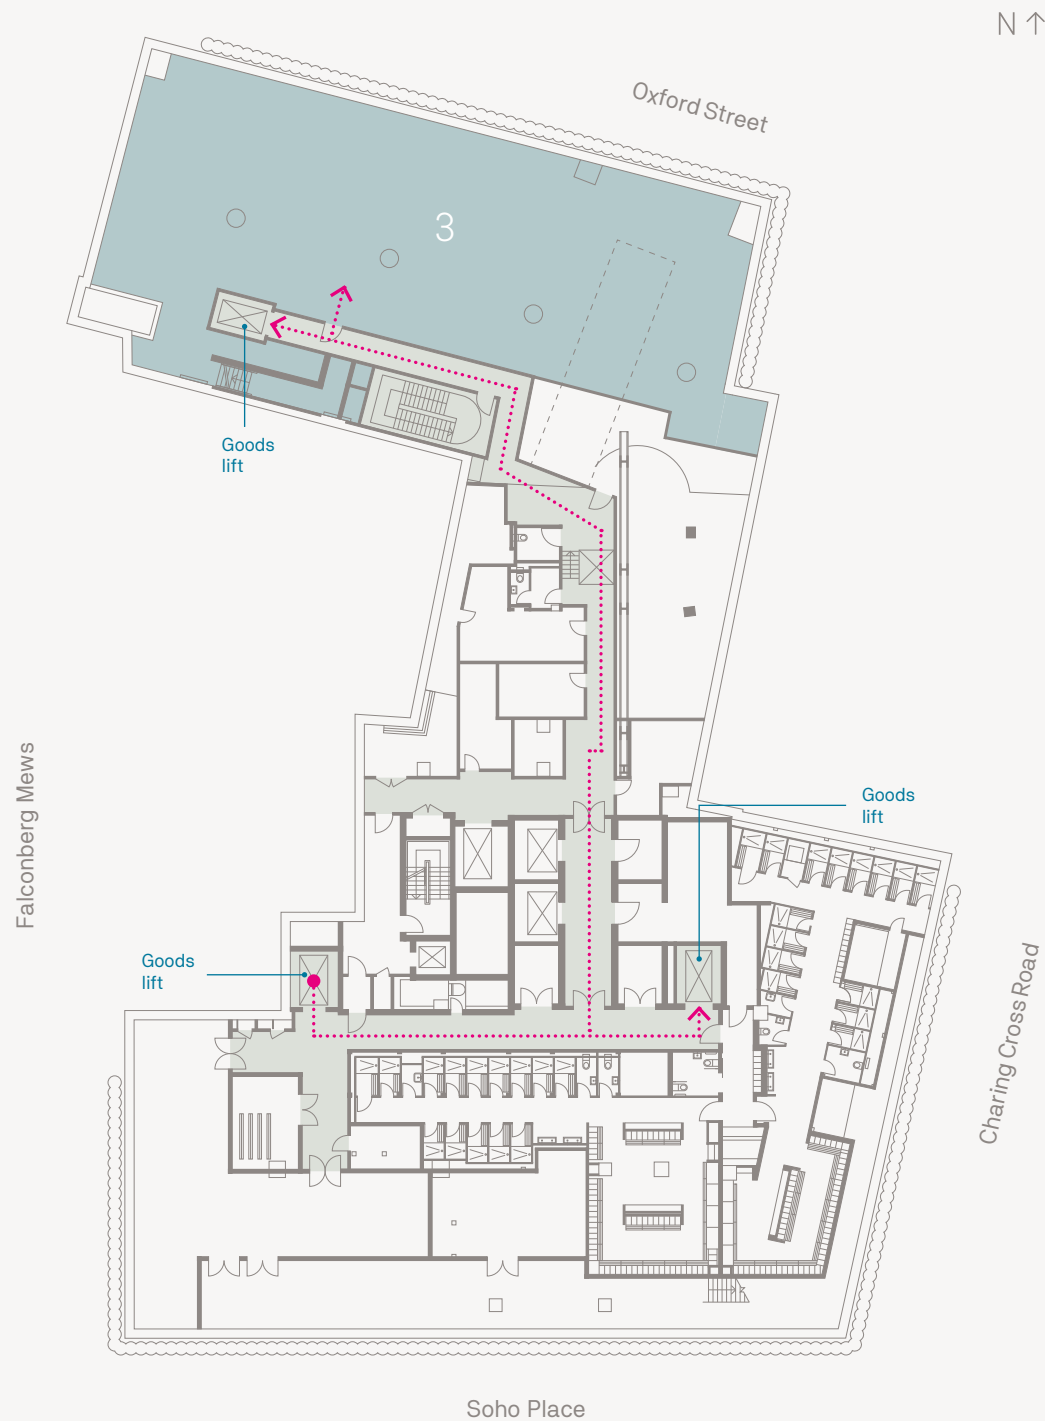 N ↑
Oxford Street
3
Goods
lift
Falconberg Mews
Goods
lift
Goods
lift
Charing Cross Road
Soho Place